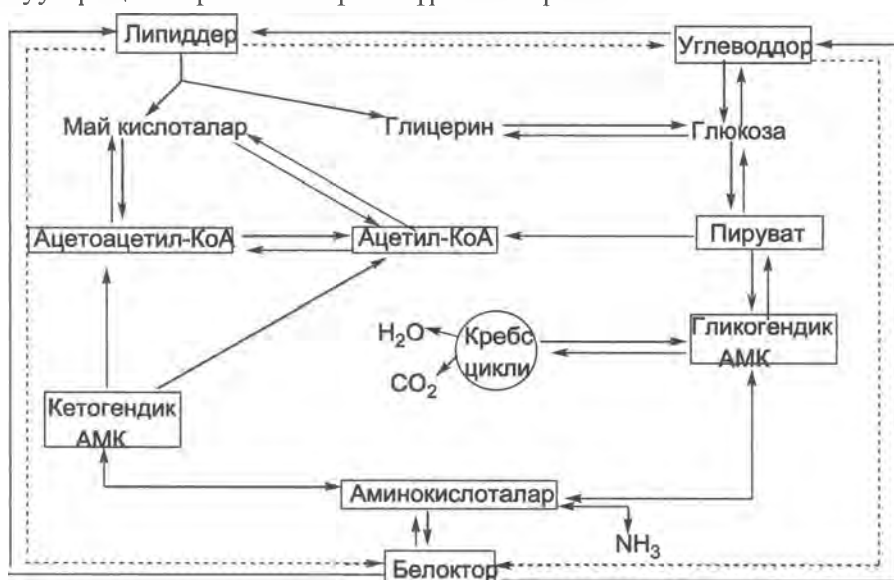 Липиддер
Углеводдор
Май кислоталар
Глицерин
Глюкоза
Ацетоацетил-КоА
Ацетил-КоА
Пируват
H₂O
Кребс
цикли
CO₂
Гликогендик
АМК
Кетогендик
АМК
Аминокислоталар
NH₃
Белоктор